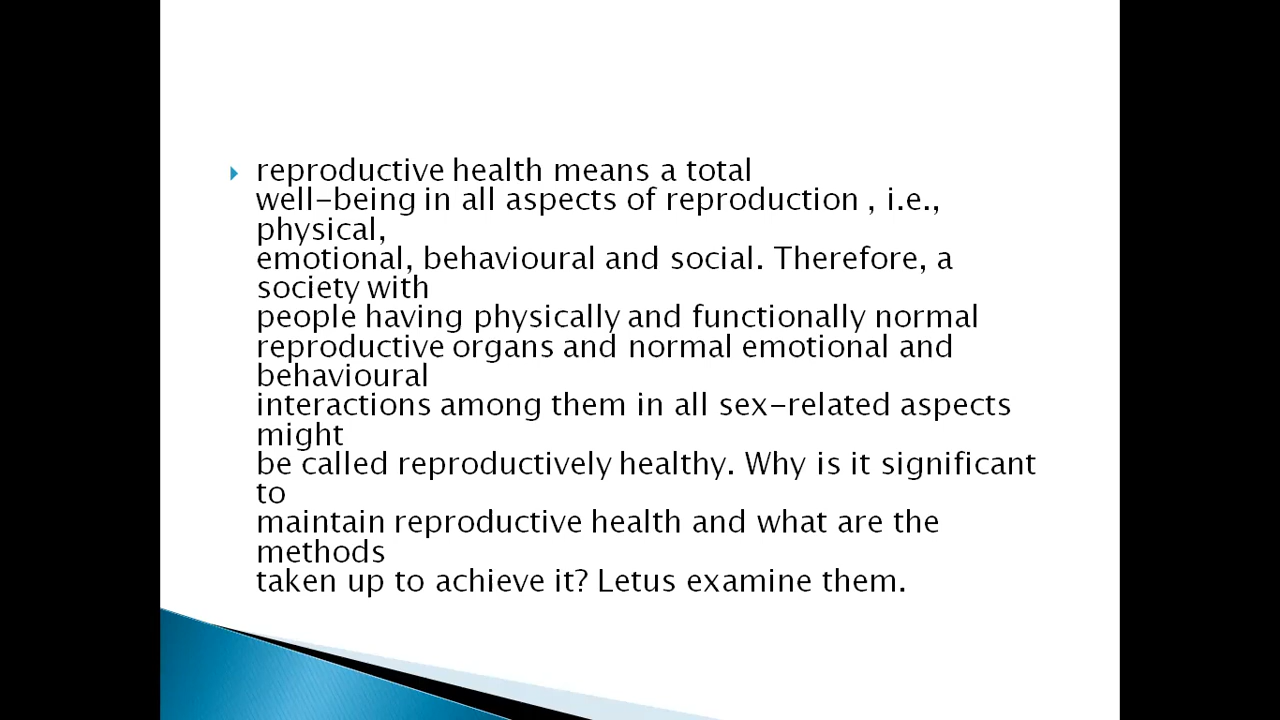 reproductive health means a total
well-being in all aspects of reproduction , i.e.,
physical,
emotional, behavioural and social. Therefore, a
society with
people having physically and functionally normal
reproductive organs and normal emotional and
behavioural
interactions among them in all sex-related aspects
might
be called reproductively healthy. Why is it significant
to
maintain reproductive health and what are the
methods
taken up to achieve it? Letus examine them.